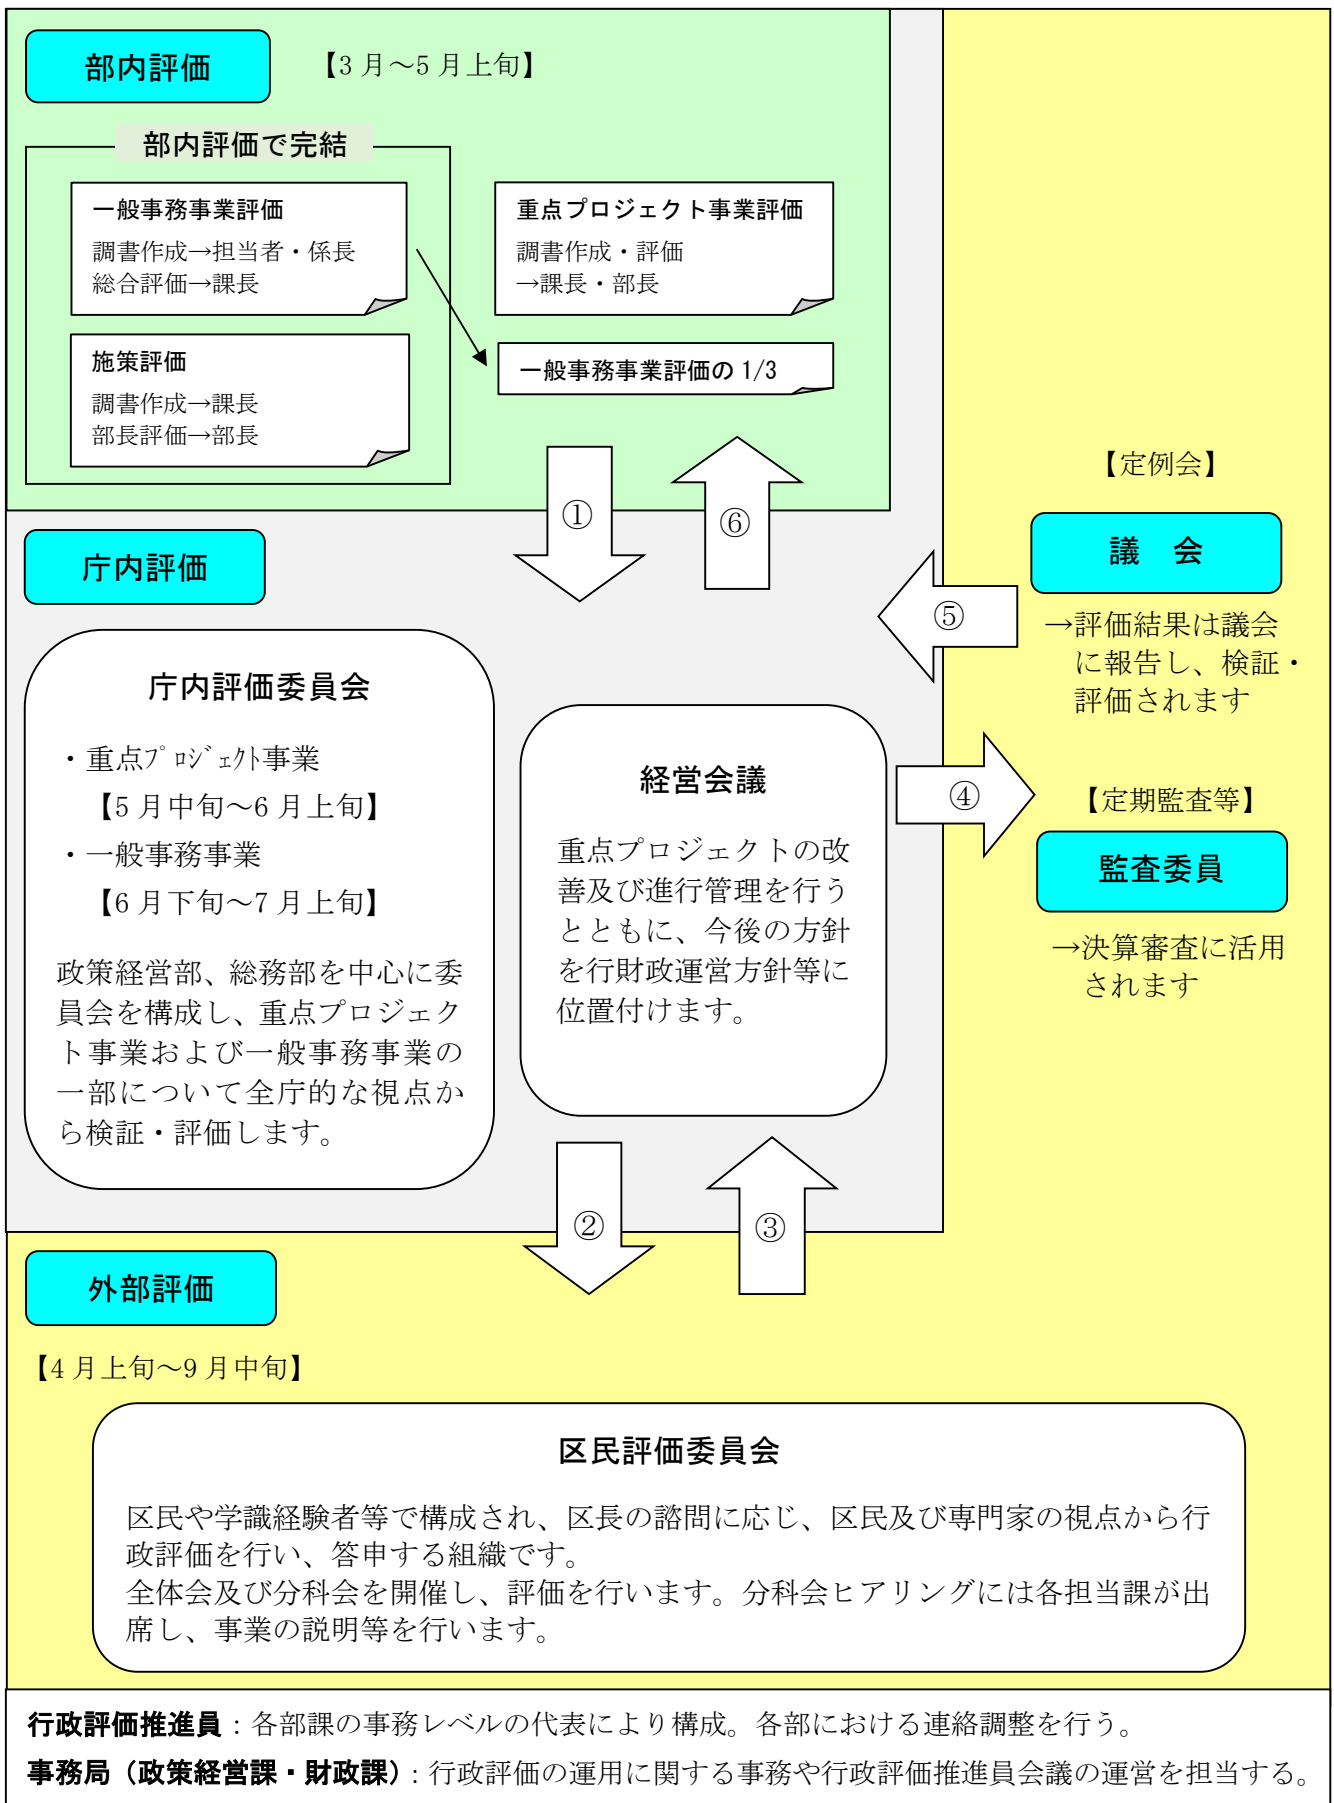 部内評価
【3月～5月上旬】
部内評価で完結
一般事務事業評価
調書作成→担当者・係長
総合評価→課長
重点プロジェクト事業評価
調書作成・評価
→課長・部長
施策評価
調書作成→課長
部長評価→部長
一般事務事業評価の 1/3
①
⑥
庁内評価
庁内評価委員会
・重点ﾌﾟﾛｼﾞｪｸﾄ事業
【5月中旬～6月上旬】
・一般事務事業
【6月下旬～7月上旬】
政策経営部、総務部を中心に委
員会を構成し、重点プロジェク
ト事業および一般事務事業の
一部について全庁的な視点か
ら検証・評価します。
経営会議
重点プロジェクトの改
善及び進行管理を行う
とともに、今後の方針
を行財政運営方針等に
位置付けます。
【定例会】
議　会
⑤
→評価結果は議会
に報告し、検証・
評価されます
④
【定期監査等】
監査委員
→決算審査に活用
されます
②
③
外部評価
【4月上旬～9月中旬】
区民評価委員会
区民や学識経験者等で構成され、区長の諮問に応じ、区民及び専門家の視点から行
政評価を行い、答申する組織です。
全体会及び分科会を開催し、評価を行います。分科会ヒアリングには各担当課が出
席し、事業の説明等を行います。
行政評価推進員：各部課の事務レベルの代表により構成。各部における連絡調整を行う。
事務局（政策経営課・財政課）：行政評価の運用に関する事務や行政評価推進員会議の運営を担当する。